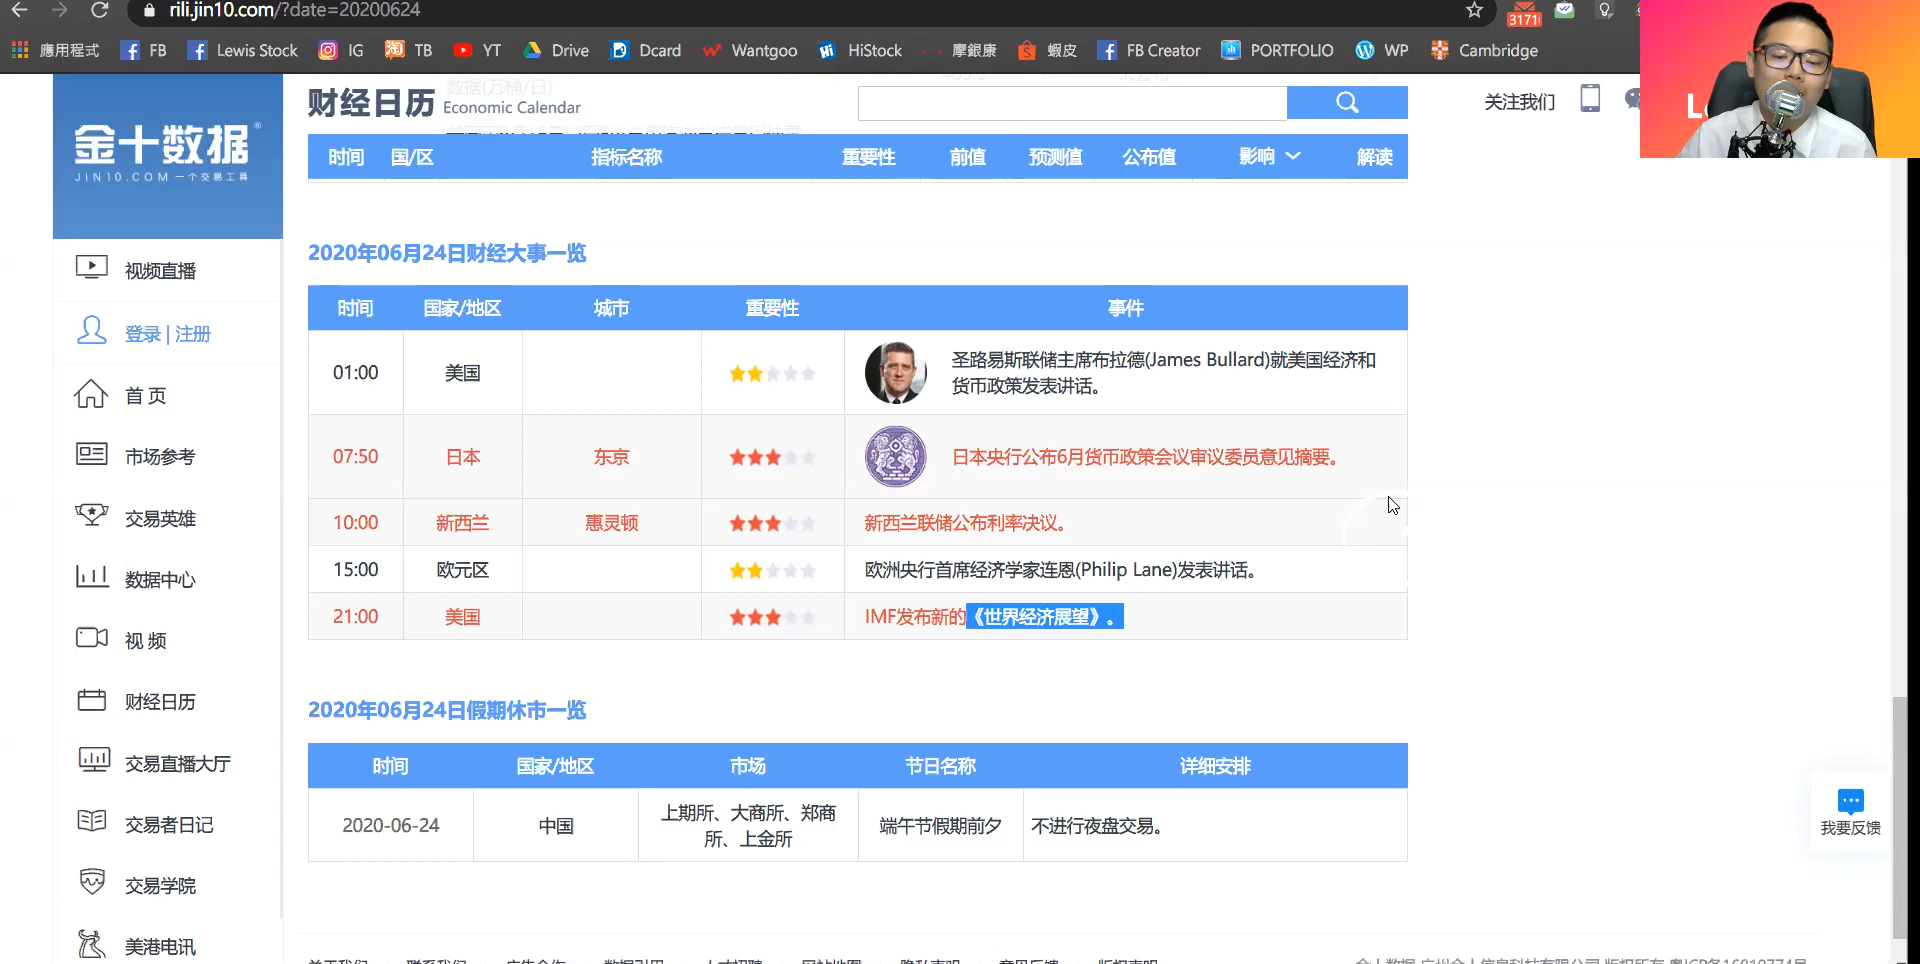 rili.jin10.com/?date=20200624
3171
應用程式 FB Lewis Stock IG TB YT Drive Dcard Wantgoo HiStock 摩銀康 蝦皮 FB Creator PORTFOLIO WP Cambridge
数据(万桶/日)
财经日历 Economic Calendar
关注我们
金十数据
JIN10.COM 一个交易工具
时间 国/区 指标名称 重要性 前值 预测值 公布值 影响 解读
2020年06月24日财经大事一览
时间 国家/地区 城市 重要性 事件
01:00 美国 圣路易斯联储主席布拉德(James Bullard)就美国经济和
货币政策发表讲话。
07:50 日本 东京 日本央行公布6月货币政策会议审议委员意见摘要。
10:00 新西兰 惠灵顿 新西兰联储公布利率决议。
15:00 欧元区 欧洲央行首席经济学家连恩(Philip Lane)发表讲话。
21:00 美国 IMF发布新的《世界经济展望》。
2020年06月24日假期休市一览
时间 国家/地区 市场 节日名称 详细安排
2020-06-24 中国 上期所、大商所、郑商
所、上金所 端午节假期前夕 不进行夜盘交易。
视频直播
登录 | 注册
首 页
市场参考
交易英雄
数据中心
视 频
财经日历
交易直播大厅
交易者日记
交易学院
美港电讯
我要反馈